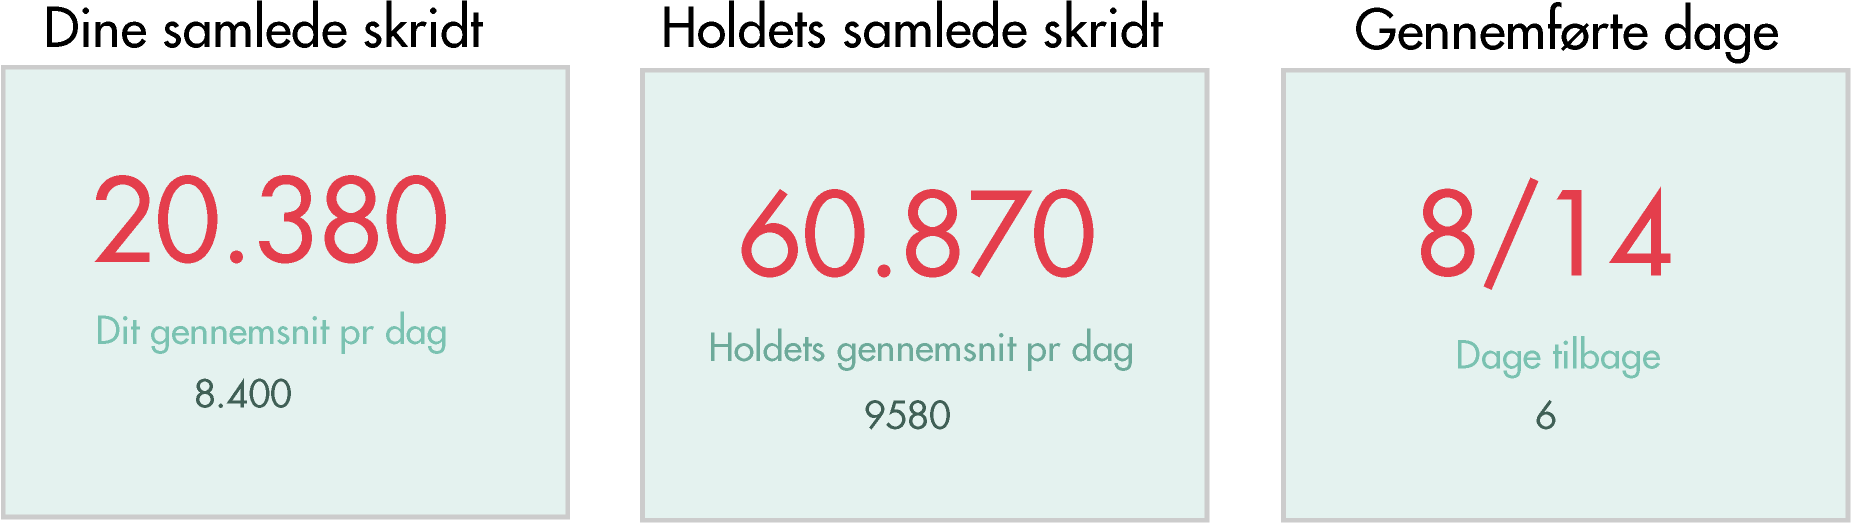 Dine samlede skridt
20.380
Dit gennemsnit pr dag
8.400
Holdets samlede skridt
60.870
Holdets gennemsnit pr dag
9580
Gennemførte dage
8/14
Dage tilbage
6